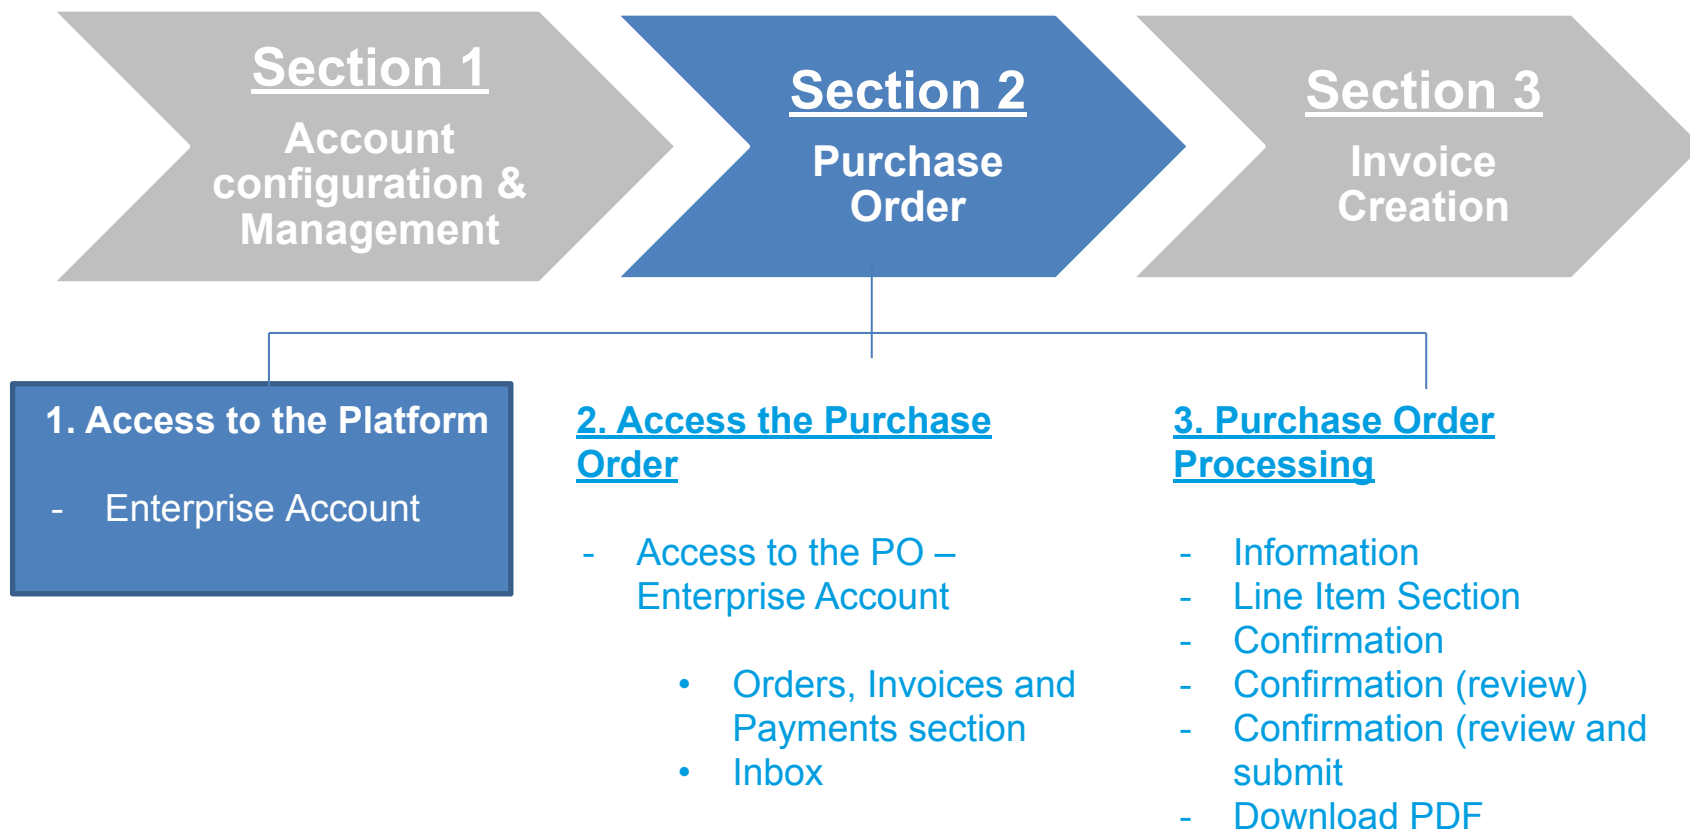 Section 1
Account
configuration &
Management
Section 2
Purchase
Order
Section 3
Invoice
Creation
1. Access to the Platform
- Enterprise Account
2. Access the Purchase
Order
- Access to the PO –
Enterprise Account
• Orders, Invoices and
Payments section
• Inbox
3. Purchase Order
Processing
- Information
- Line Item Section
- Confirmation
- Confirmation (review)
- Confirmation (review and
submit
- Download PDF